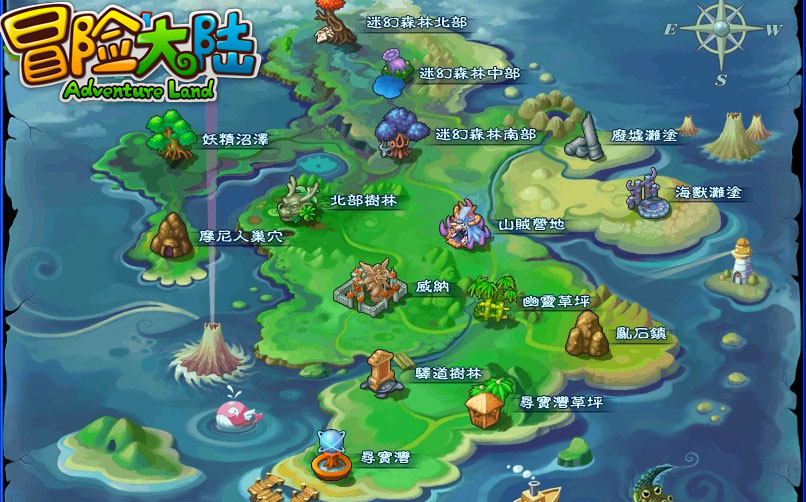 冒险大陆
Adventure Land
迷幻森林北部
E
W
S
迷幻森林中部
妖精沼澤
迷幻森林南部
廢墟灘塗
北部樹林
海獸灘塗
摩尼人巢穴
山賊營地
威納
幽靈草坪
亂石鎮
驛道樹林
尋寶灣草坪
尋寶灣